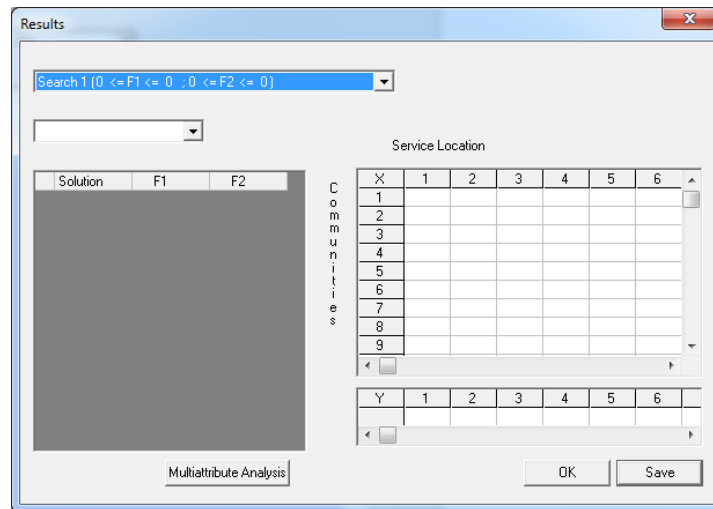 Results
Search 1 (0 <= F1 <= 0 ; 0 <= F2 <= 0)
Service Location
Solution F1 F2
Communities
X 1 2 3 4 5 6
1
2
3
4
5
6
7
8
9
Y 1 2 3 4 5 6
Multiattribute Analysis
OK
Save